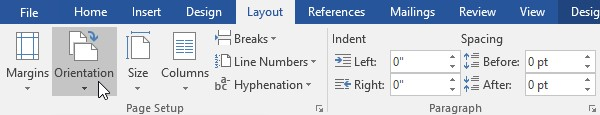 File Home Insert Design Layout References Mailings Review View Desig
Indent Spacing
Breaks
Left: 0" Before: 0 pt
Line Numbers
Margins Orientation Size Columns
Right: 0" After: 0 pt
bc Hyphenation
a-
Page Setup Paragraph